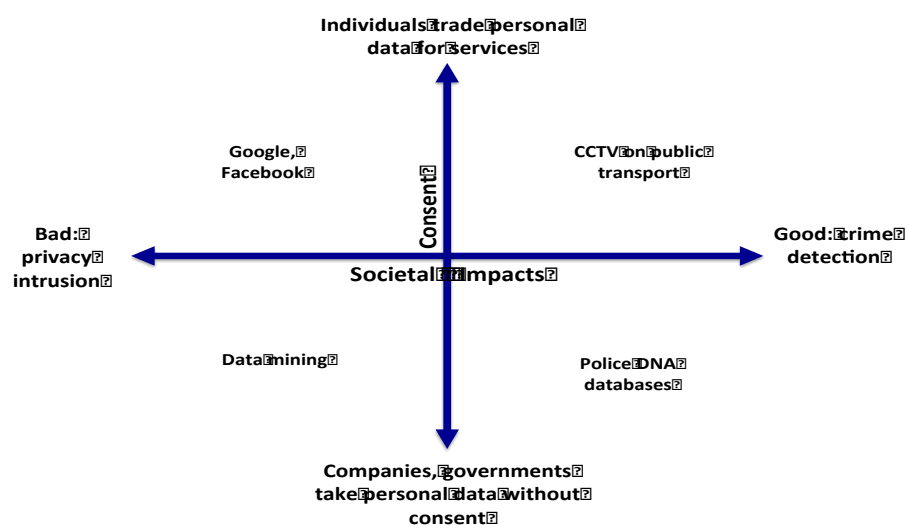 Individuals trade personal
data for services
Google,
Facebook
CCTV on public
transport
Consent
Bad:
privacy
intrusion
Good: crime
detection
Societal Impacts
Data mining
Police DNA
databases
Companies, governments
take personal data without
consent